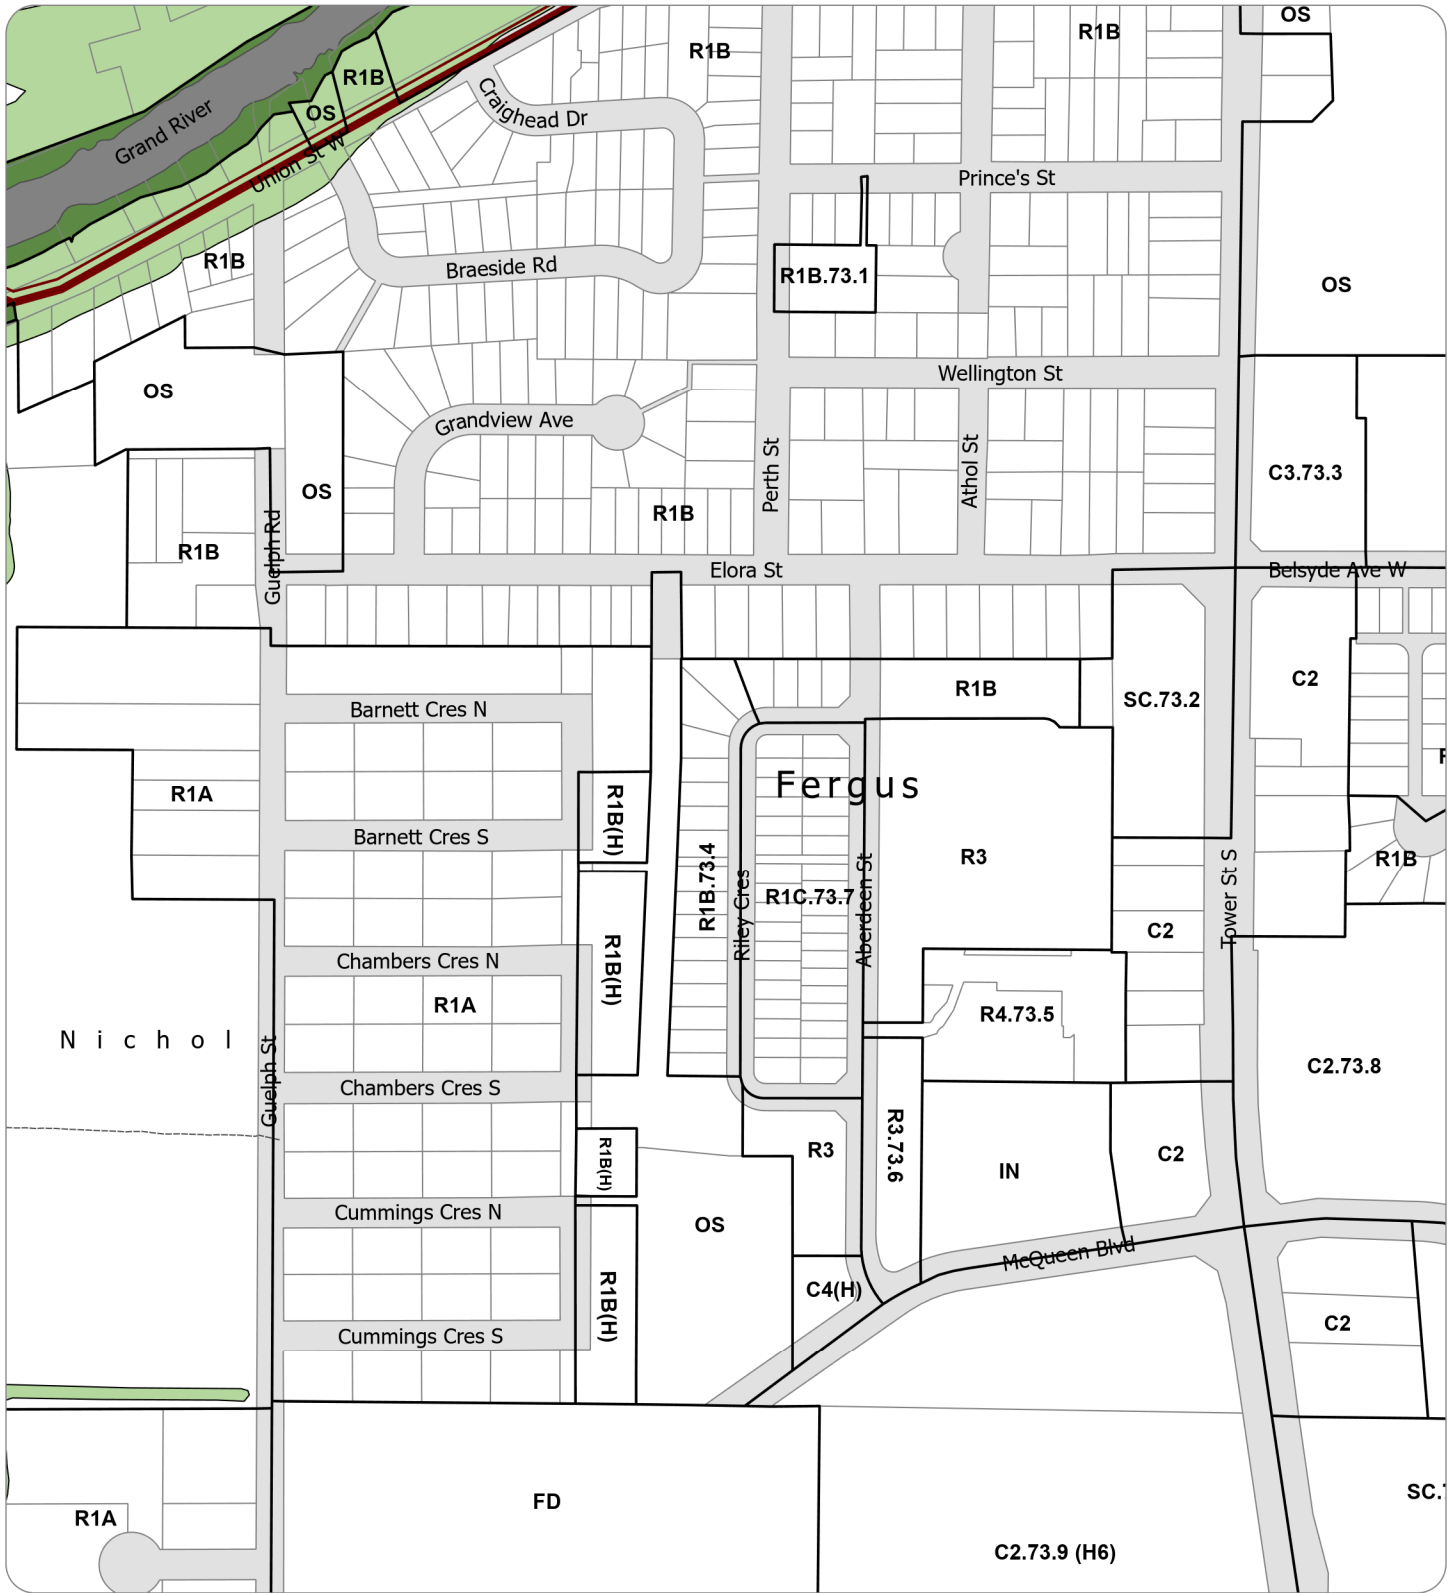 OS
R1B
R1B
R1B
OS
Craighead Dr
Grand River
Union St W
Prince's St
R1B
Braeside Rd
R1B.73.1
OS
Wellington St
OS
Grandview Ave
Perth St
Athol St
C3.73.3
OS
R1B
R1B
Guelph Rd
Elora St
Belsyde Ave W
R1B
SC.73.2
C2
Barnett Cres N
Fergus
R1A
R1B(H)
Barnett Cres S
R3
R1B
R1B.73.4
Riley Cres
R1C.73.7
Aberdeen St
Tower St S
C2
Chambers Cres N
R1B(H)
R1A
R4.73.5
Nichol
Guelph St
C2.73.8
Chambers Cres S
R1B(H)
R3
R3.73.6
IN
C2
Cummings Cres N
OS
McQueen Blvd
C4(H)
R1B(H)
C2
Cummings Cres S
FD
SC.
R1A
C2.73.9 (H6)